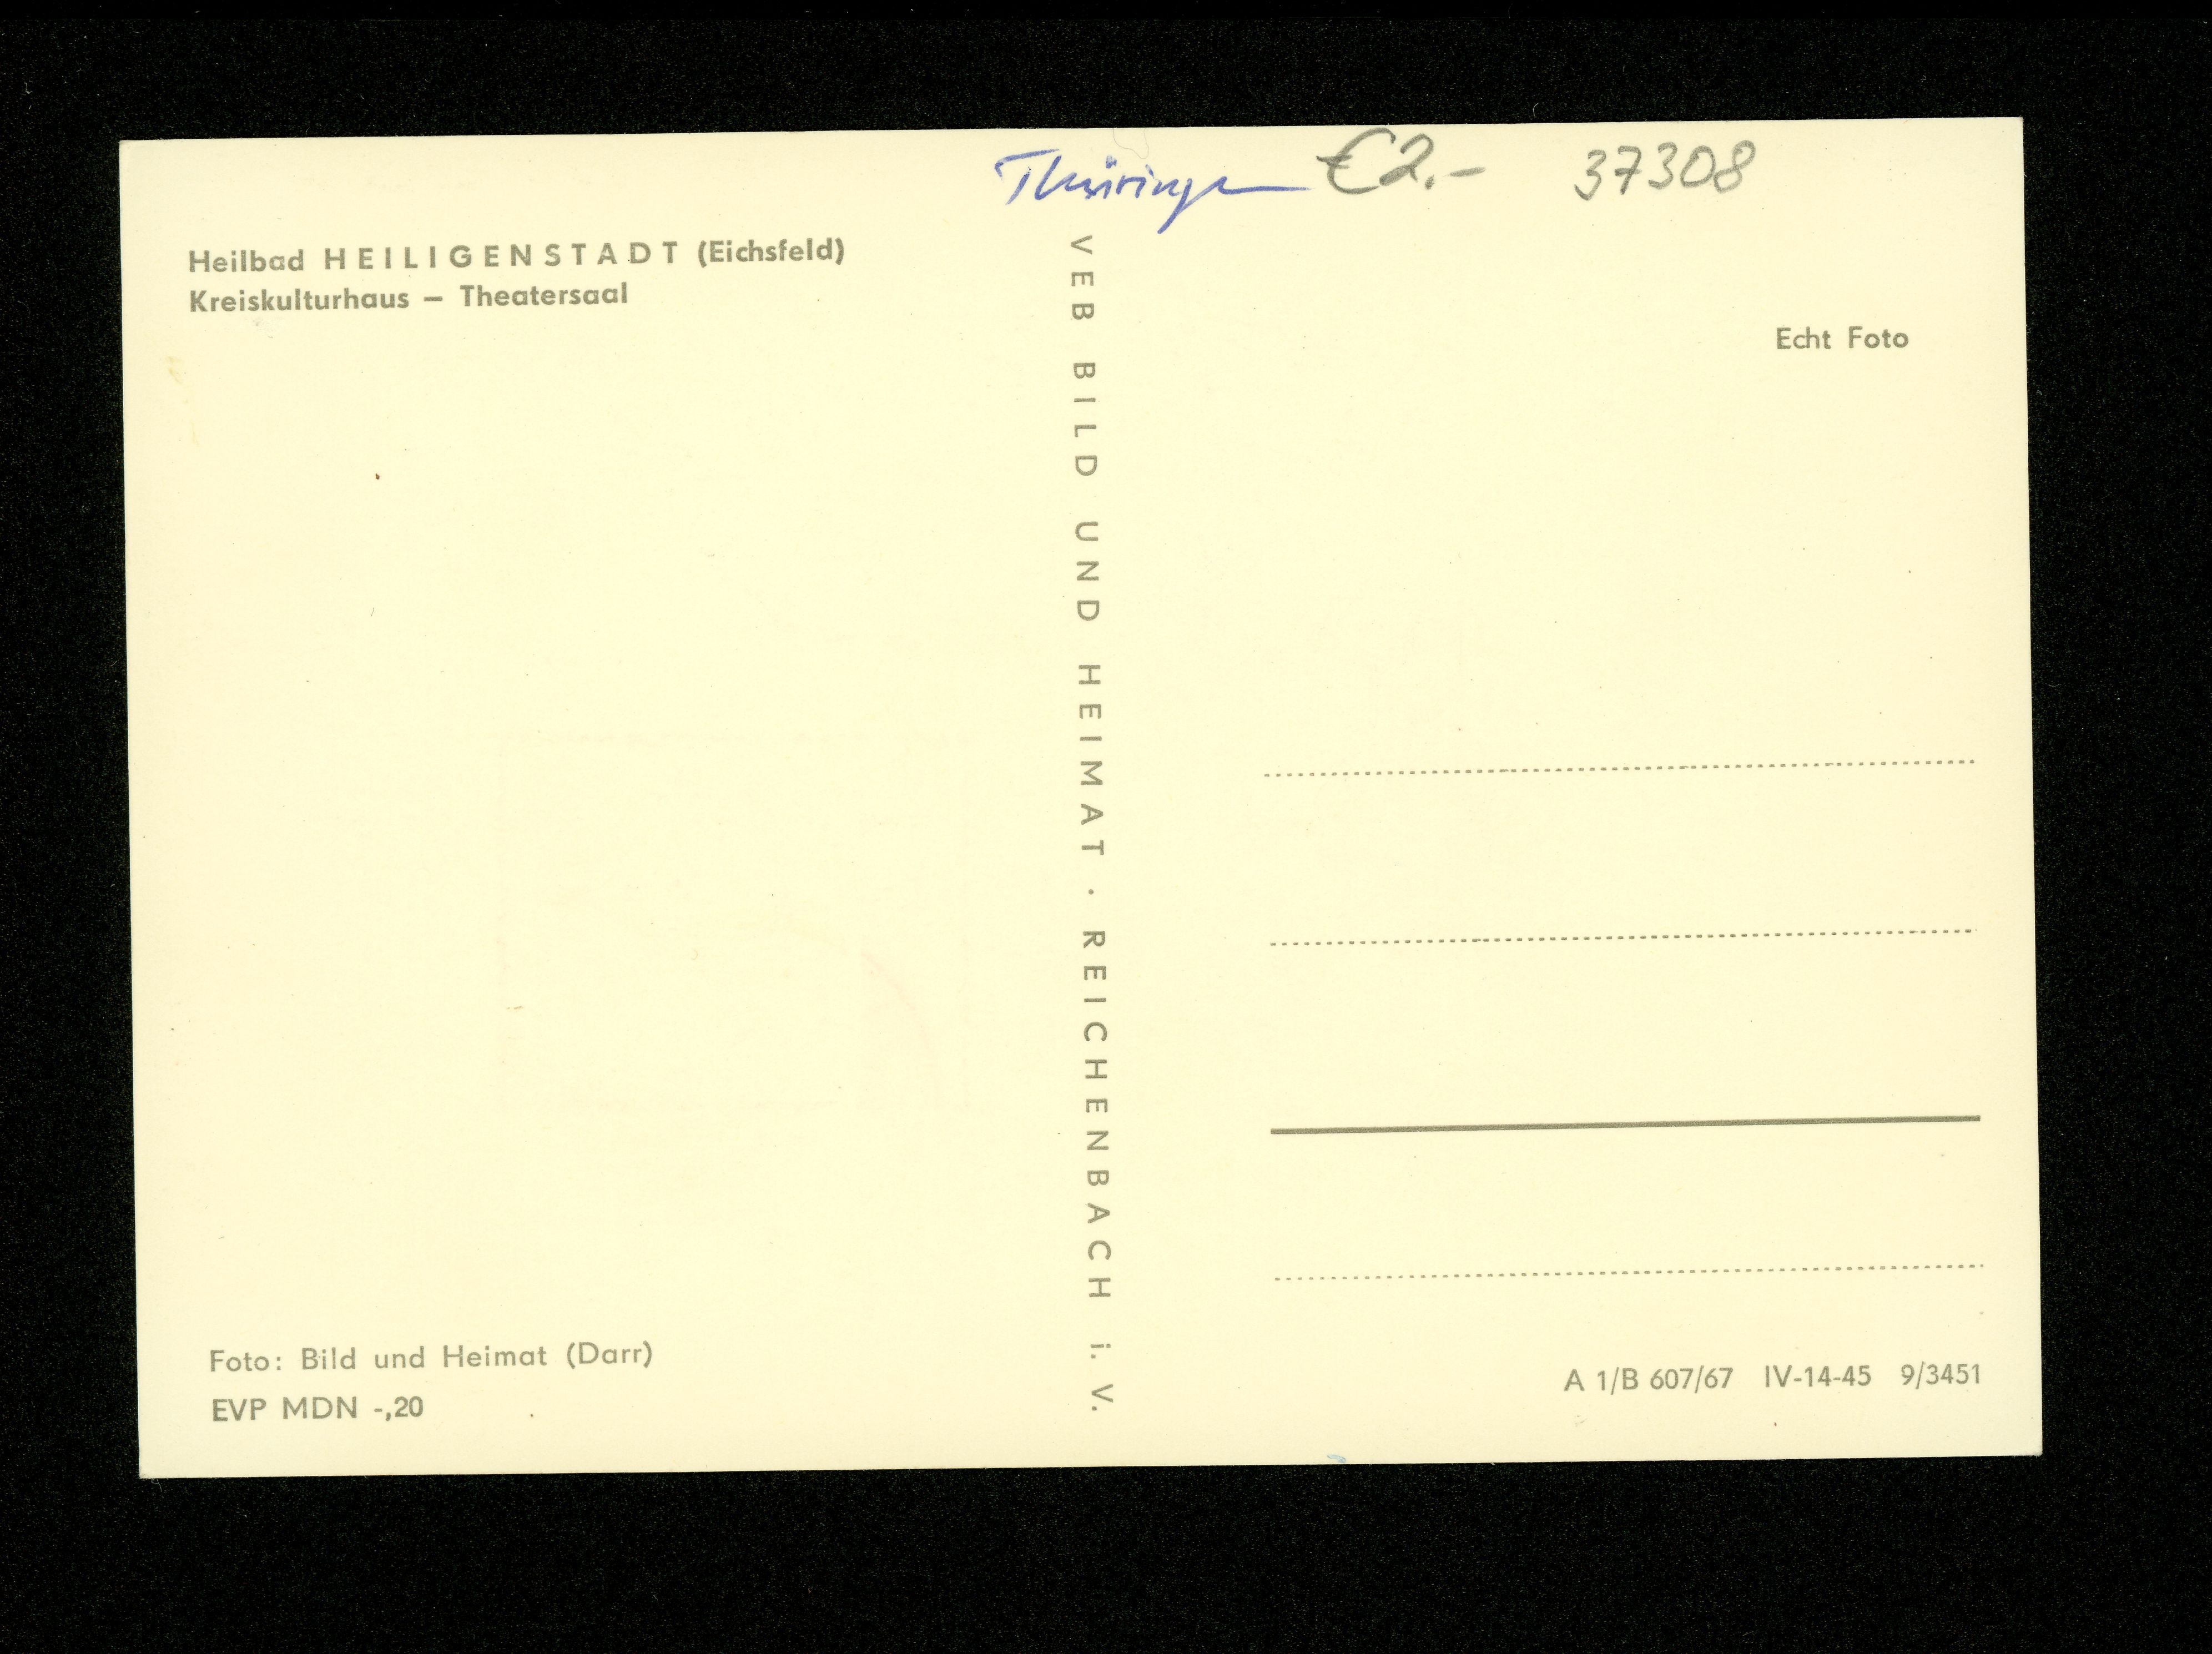 Thüringen €2.- 37308
Heilbad HEILIGENSTADT (Eichsfeld)
Kreiskulturhaus – Theatersaal
VEB BILD UND HEIMAT · REICHENBACH i. V.
Echt Foto
Foto: Bild und Heimat (Darr)
EVP MDN -,20
A 1/B 607/67 IV-14-45 9/3451